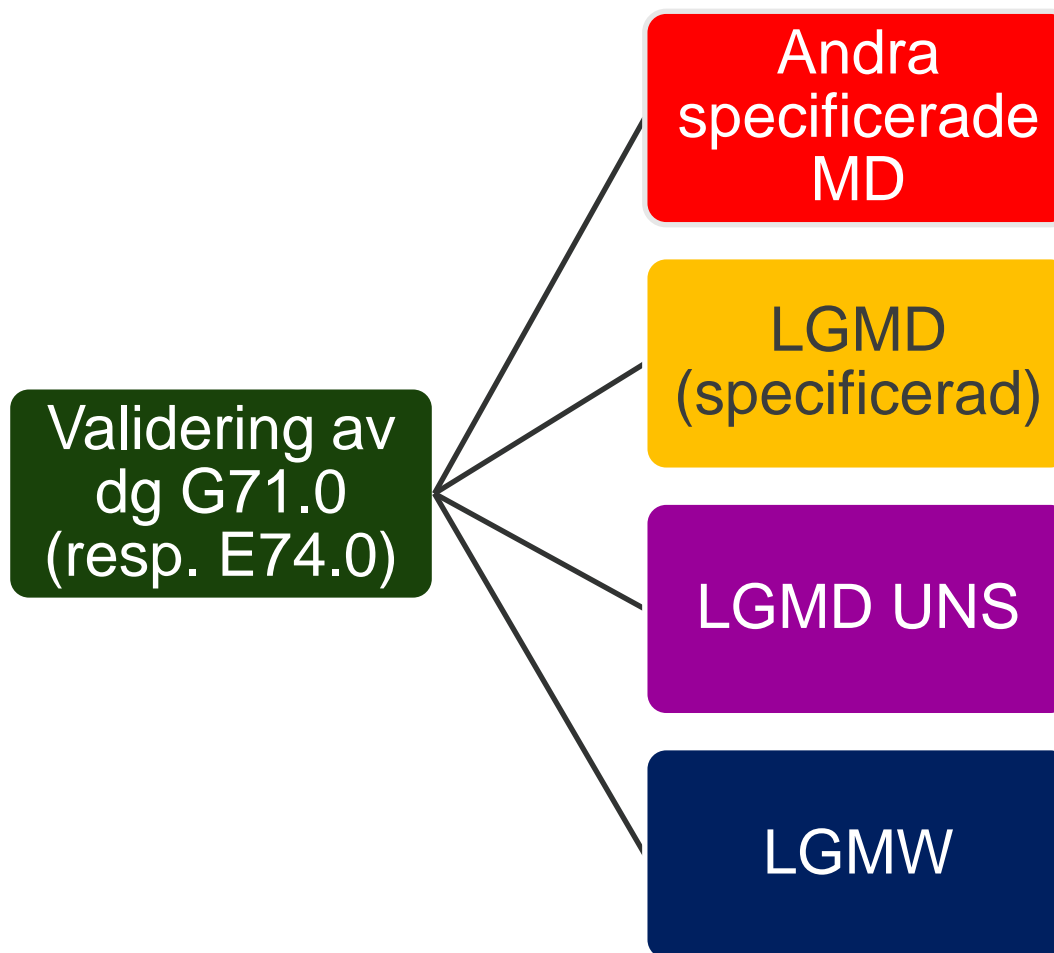 Andra
specificerade
MD
LGMD
(specificerad)
Validering av
dg G71.0
(resp. E74.0)
LGMD UNS
LGMW